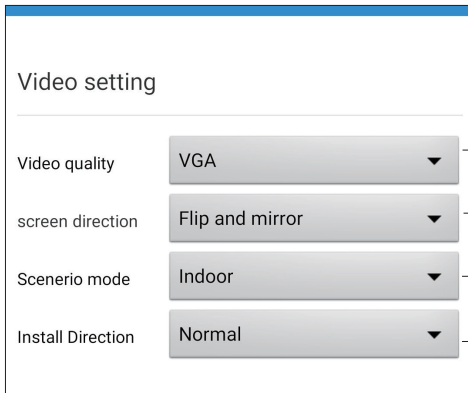 Video setting
Video quality VGA
screen direction Flip and mirror
Scenerio mode Indoor
Install Direction Normal